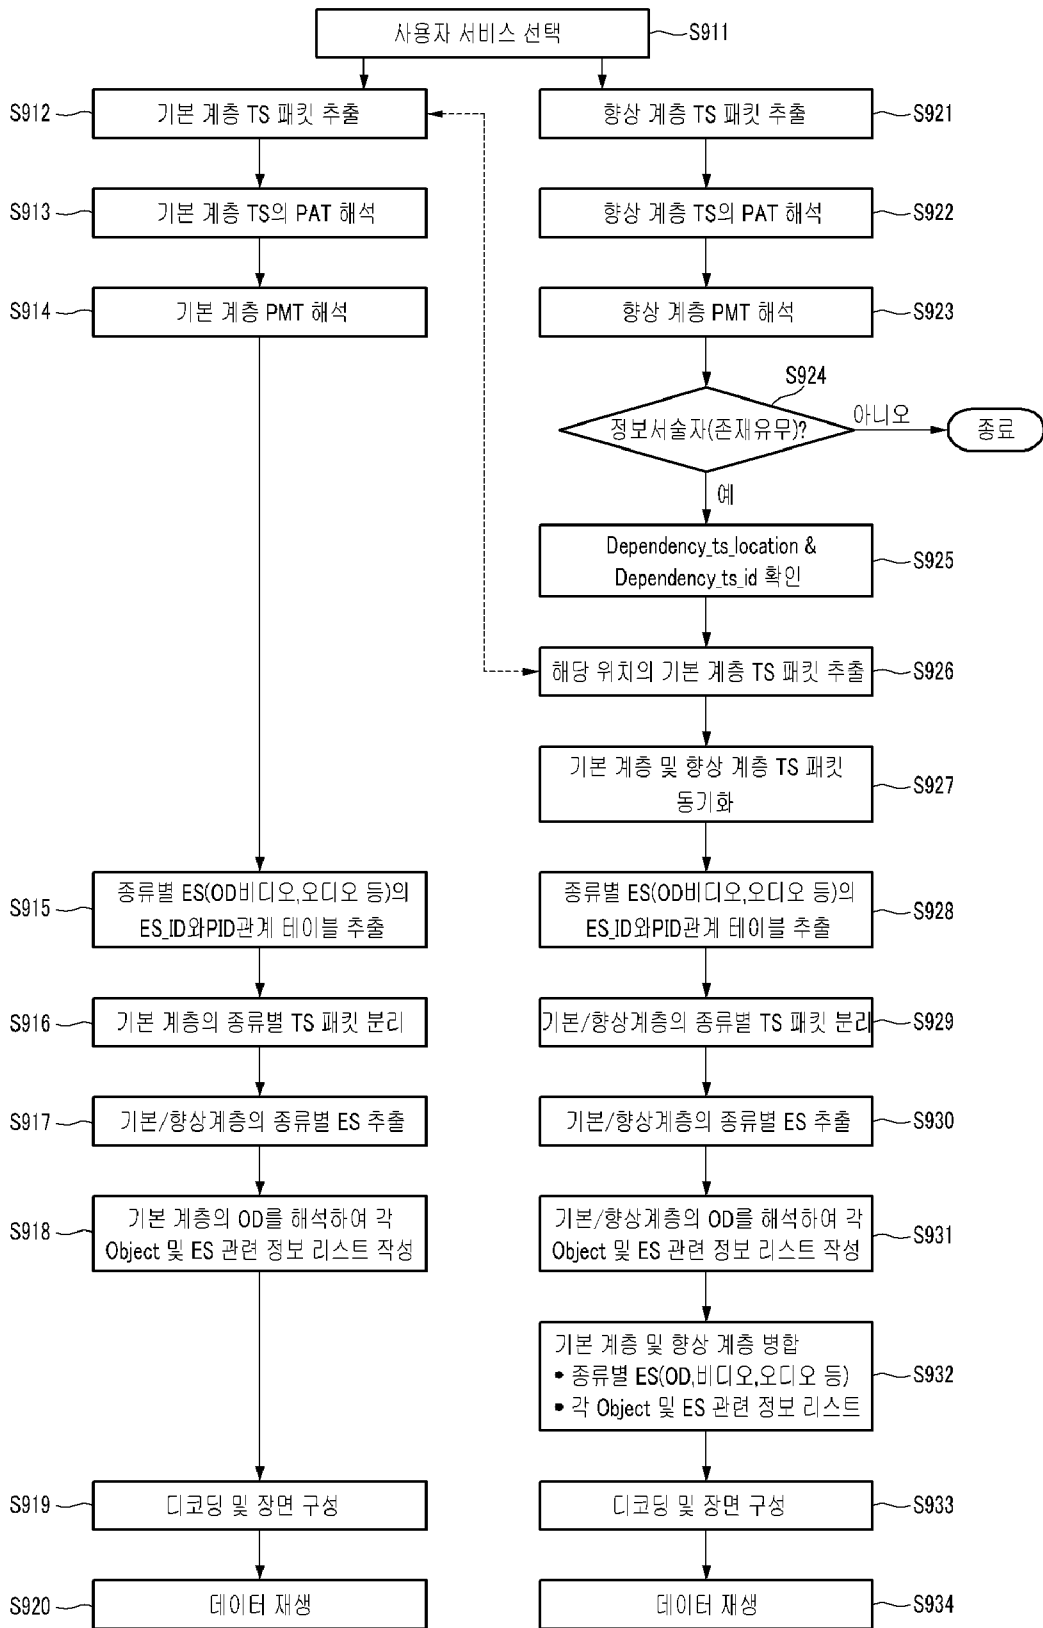 사용자 서비스 선택
S911
S912
기본 계층 TS 패킷 추출
향상 계층 TS 패킷 추출
S921
S913
기본 계층 TS의 PAT 해석
향상 계층 TS의 PAT 해석
S922
S914
기본 계층 PMT 해석
향상 계층 PMT 해석
S923
S924
정보서술자(존재유무)?
아니오
종료
예
Dependency_ts_location &
Dependency_ts_id 확인
S925
해당 위치의 기본 계층 TS 패킷 추출
S926
기본 계층 및 향상 계층 TS 패킷
동기화
S927
S915
종류별 ES(OD비디오,오디오 등)의
ES_ID와PID관계 테이블 추출
종류별 ES(OD비디오,오디오 등)의
ES_ID와PID관계 테이블 추출
S928
S916
기본 계층의 종류별 TS 패킷 분리
기본/향상계층의 종류별 TS 패킷 분리
S929
S917
기본/향상계층의 종류별 ES 추출
기본/향상계층의 종류별 ES 추출
S930
S918
기본 계층의 OD를 해석하여 각
Object 및 ES 관련 정보 리스트 작성
기본/향상계층의 OD를 해석하여 각
Object 및 ES 관련 정보 리스트 작성
S931
기본 계층 및 향상 계층 병합
• 종류별 ES(OD,비디오,오디오 등)
• 각 Object 및 ES 관련 정보 리스트
S932
S919
디코딩 및 장면 구성
디코딩 및 장면 구성
S933
S920
데이터 재생
데이터 재생
S934